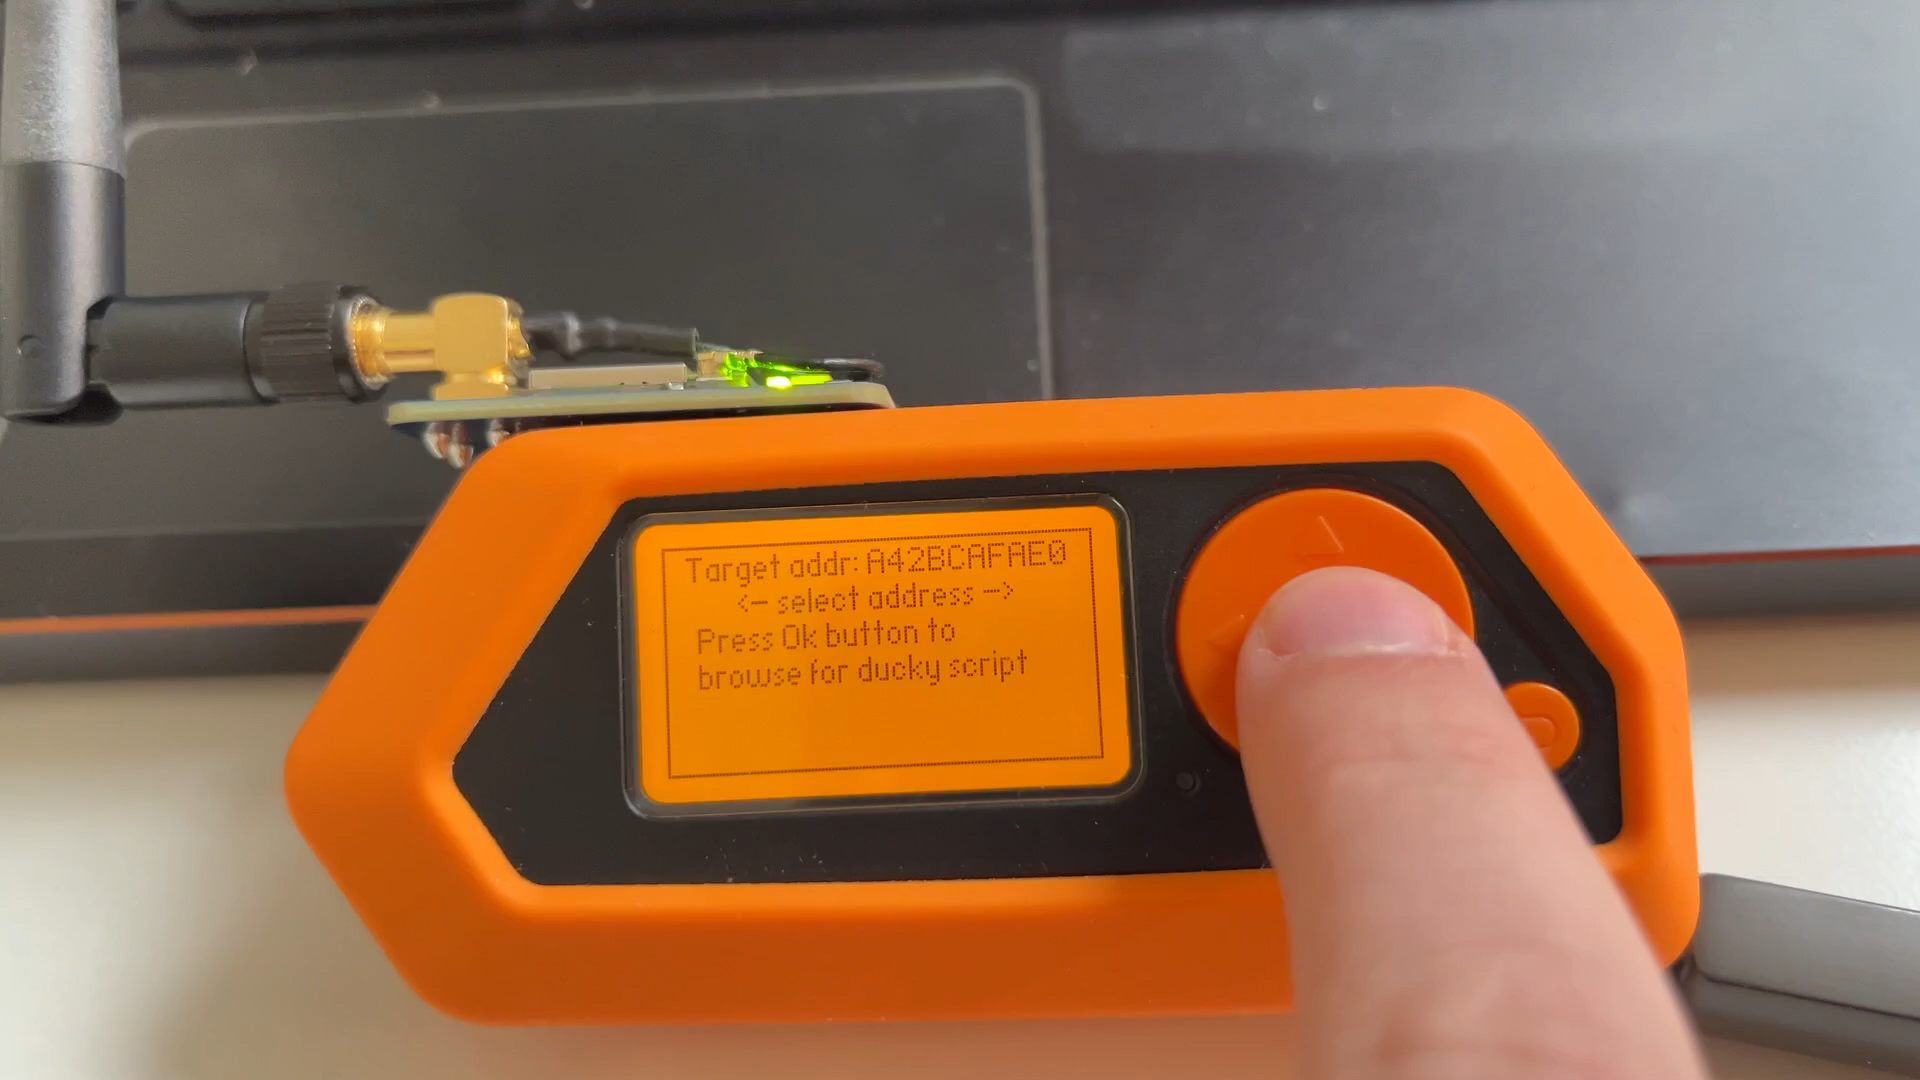 Target addr: A42BCAFAE0
<- select address ->
Press Ok button to
browse for ducky script